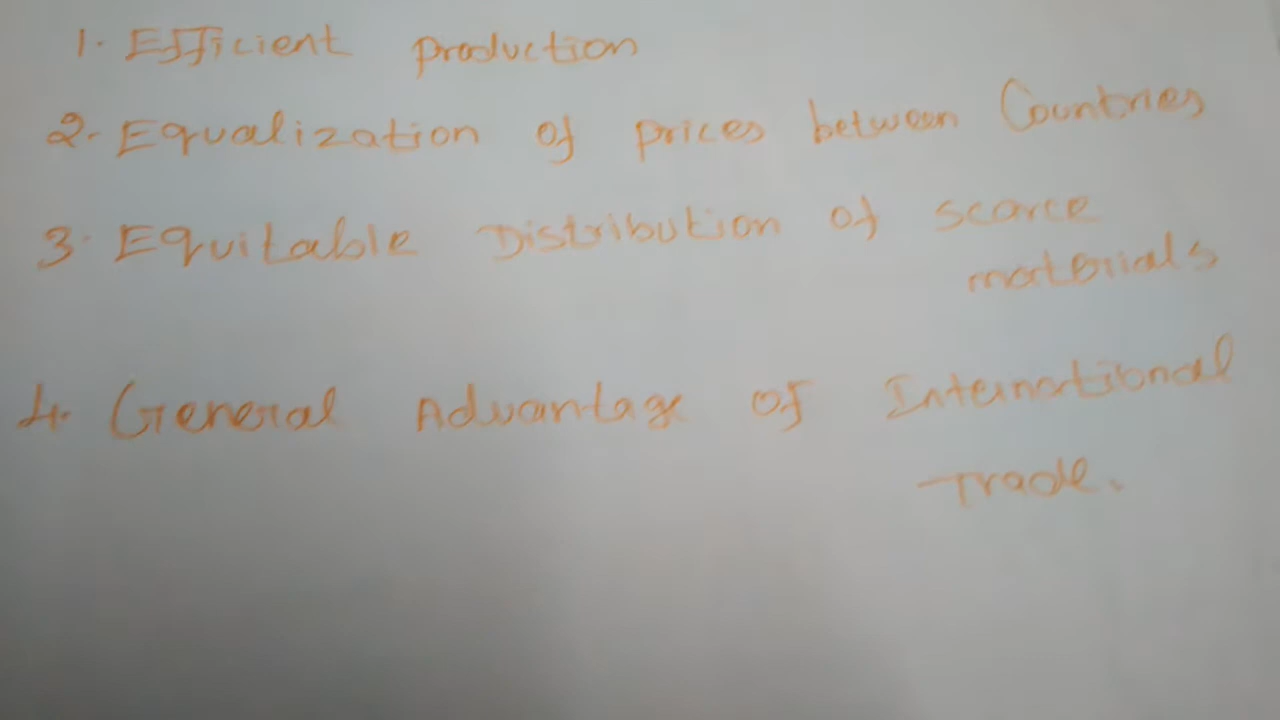 1. Efficient production
2. Equalization of prices between Countries
3. Equitable Distribution of scarce
materials
4. General Advantage of International
Trade.